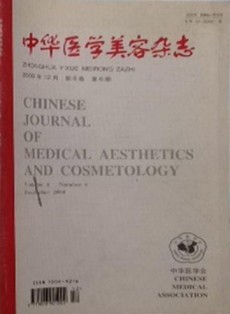 中华医学美容杂志
ZHONGHUA YIXUE MEIRONG ZAZHI
CHINESE
JOURNAL
OF
MEDICAL AESTHETICS
AND COSMETOLOGY
中华医学会
CHINESE
MEDICAL
ASSOCIATION